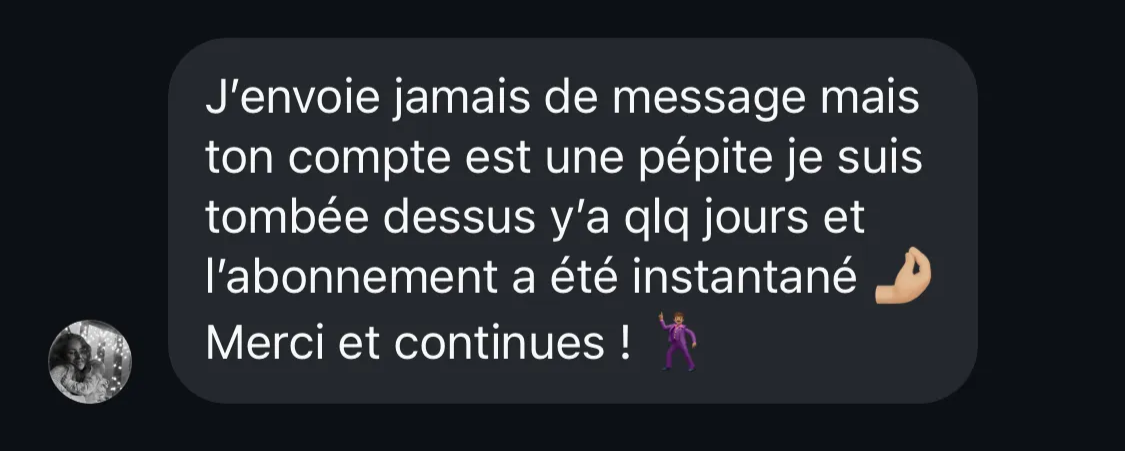 J’envoie jamais de message mais
ton compte est une pépite je suis
tombée dessus y’a qlq jours et
l’abonnement a été instantané 🤌🏼
Merci et continues ! 🕺🏽